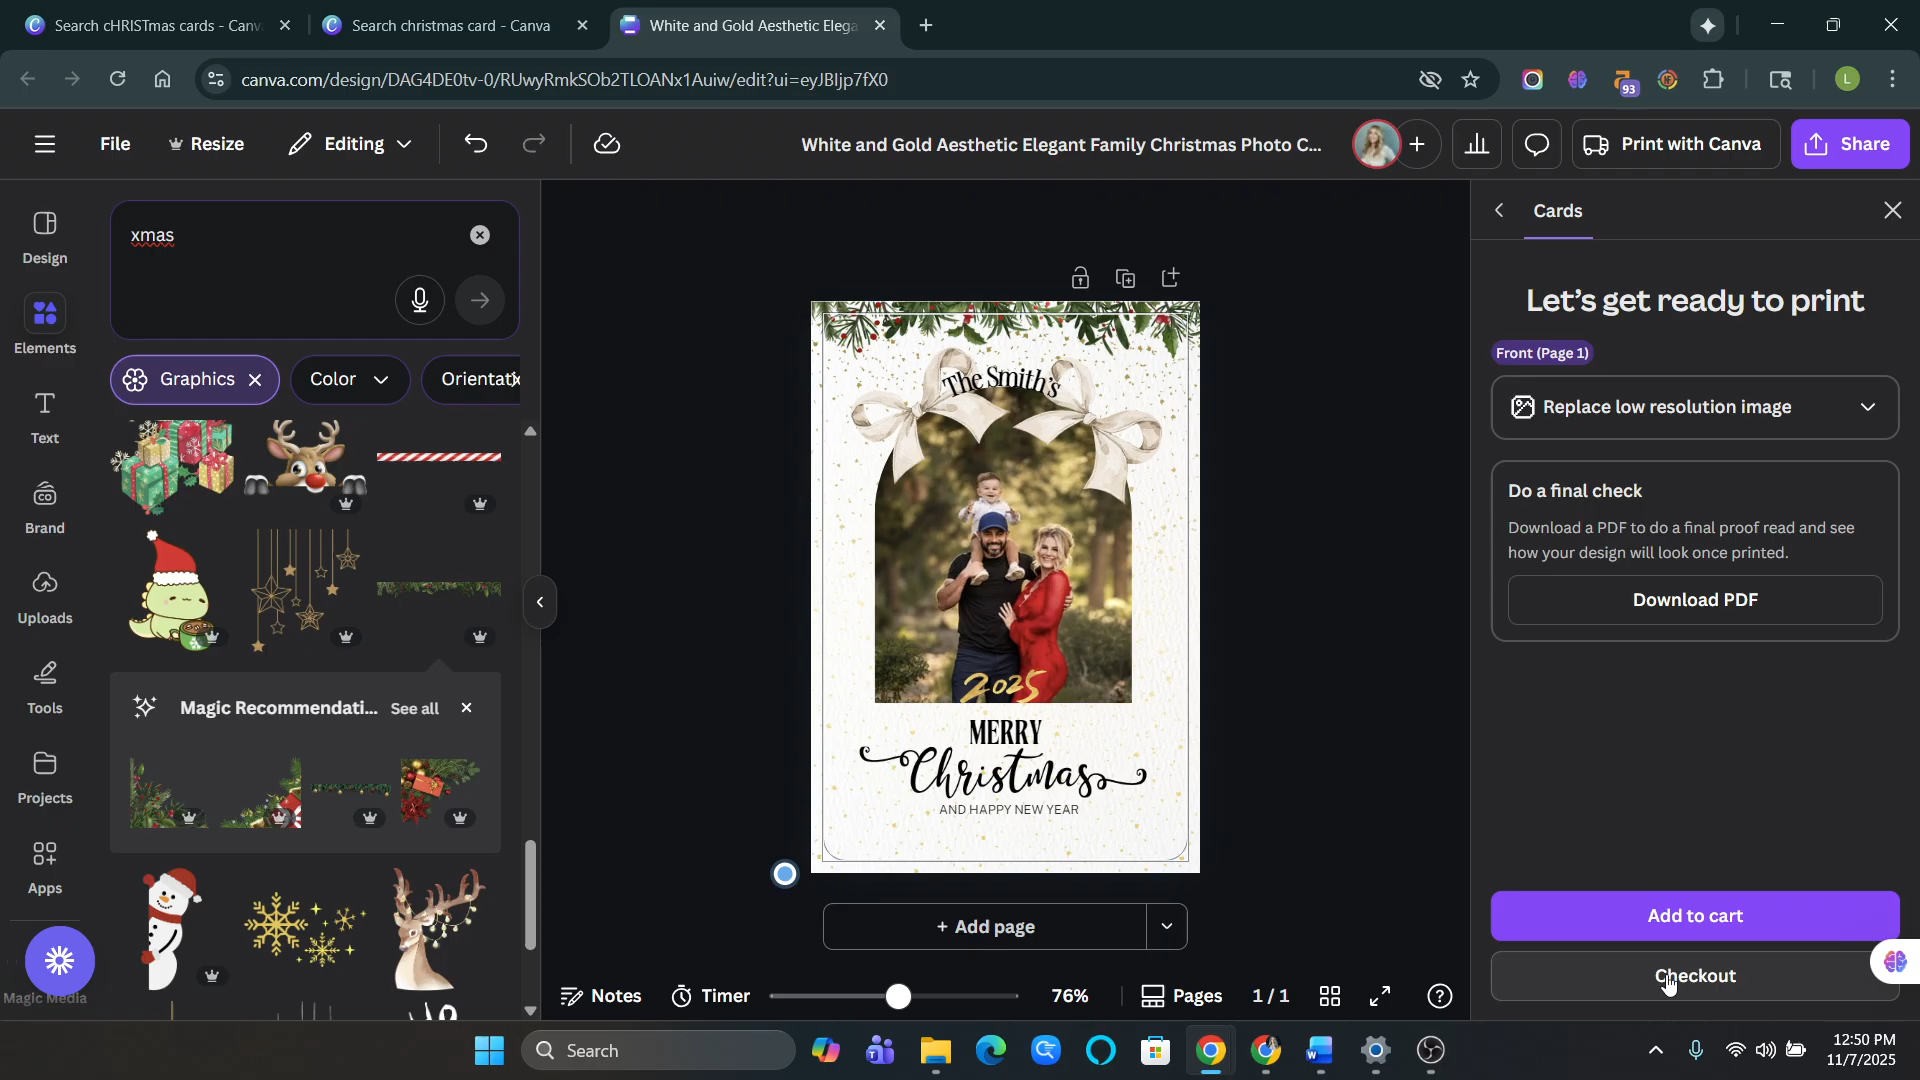 Search cHRISTmas cards - Canv
Search christmas card - Canva
White and Gold Aesthetic Elega
canva.com/design/DAG4DE0tv-0/RUwyRmkSOb2TLOANx1Auiw/edit?ui=eyJBIjp7fX0
93
L
File
Resize
Editing
White and Gold Aesthetic Elegant Family Christmas Photo C...
Print with Canva
Share
Design
Elements
Text
Brand
Uploads
Tools
Projects
Apps
Magic Media
xmas
Graphics
Color
Orientati
Magic Recommendati...
See all
The Smith's
2025
MERRY
Christmas
AND HAPPY NEW YEAR
+ Add page
Notes
Timer
76%
Pages
1 / 1
Cards
Let's get ready to print
Front (Page 1)
Replace low resolution image
Do a final check
Download a PDF to do a final proof read and see
how your design will look once printed.
Download PDF
Add to cart
Checkout
Search
12:50 PM
11/7/2025